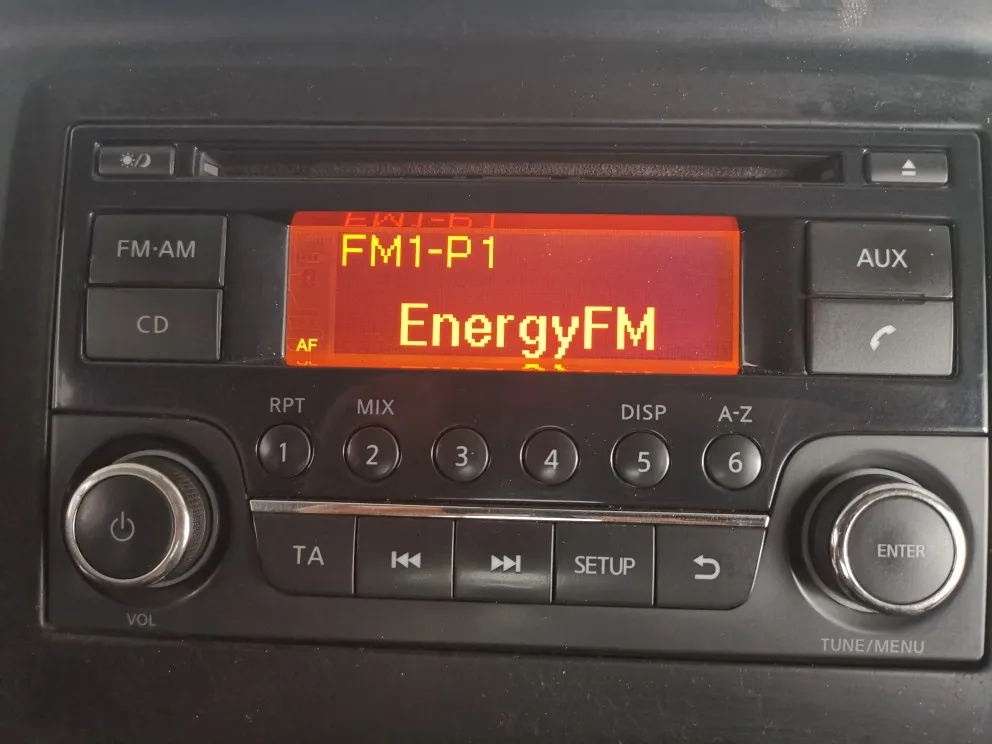 FM1-P1
FM·AM
AUX
EnergyFM
CD
AF
RPT MIX DISP A-Z
1 2 3 4 5 6
TA SETUP ENTER
VOL
TUNE/MENU